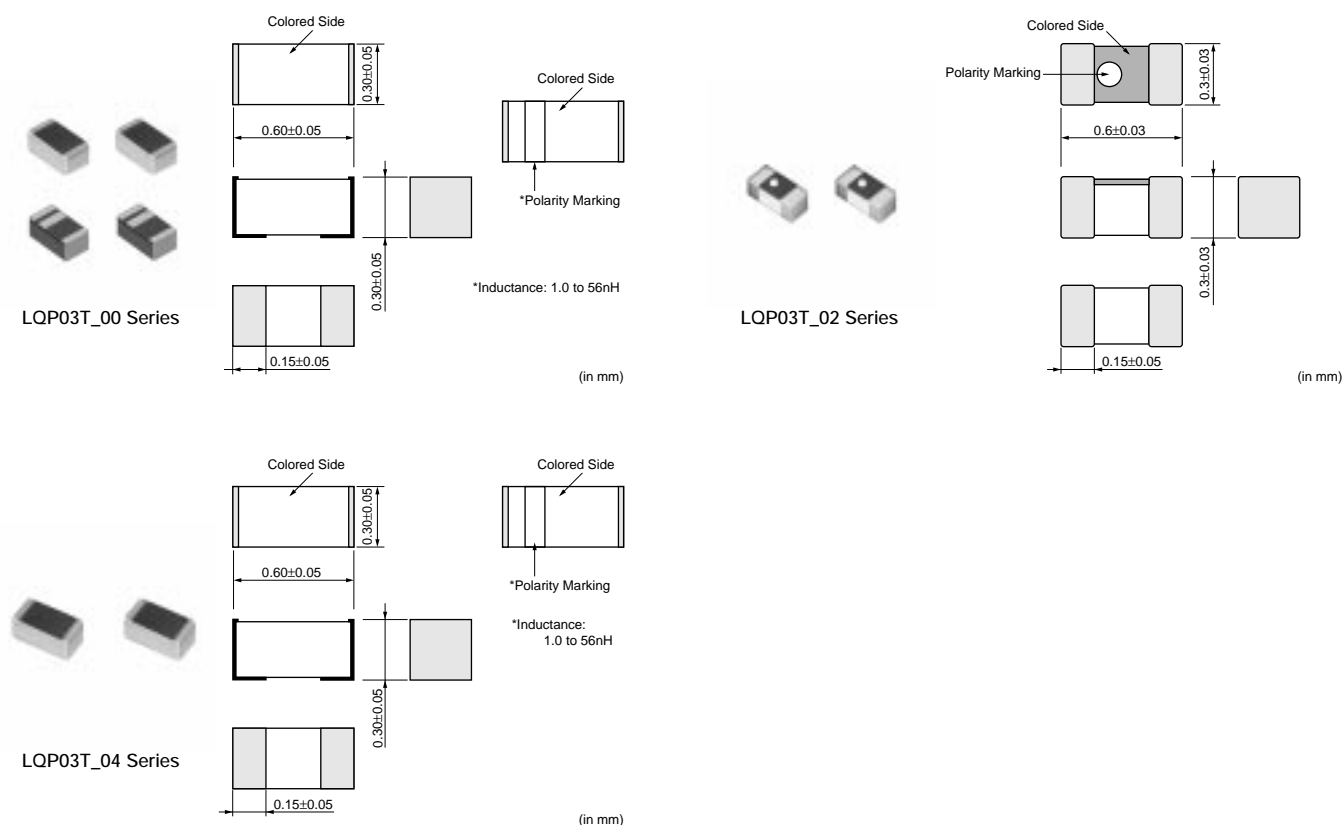 Colored Side
0.30±0.05
Colored Side
0.60±0.05
*Polarity Marking
0.30±0.05
*Inductance: 1.0 to 56nH
LQP03T_00 Series
0.15±0.05
(in mm)
Colored Side
Polarity Marking
0.3±0.03
0.6±0.03
0.3±0.03
LQP03T_02 Series
0.15±0.05
(in mm)
Colored Side
0.30±0.05
Colored Side
0.60±0.05
*Polarity Marking
*Inductance:
1.0 to 56nH
0.30±0.05
LQP03T_04 Series
0.15±0.05
(in mm)